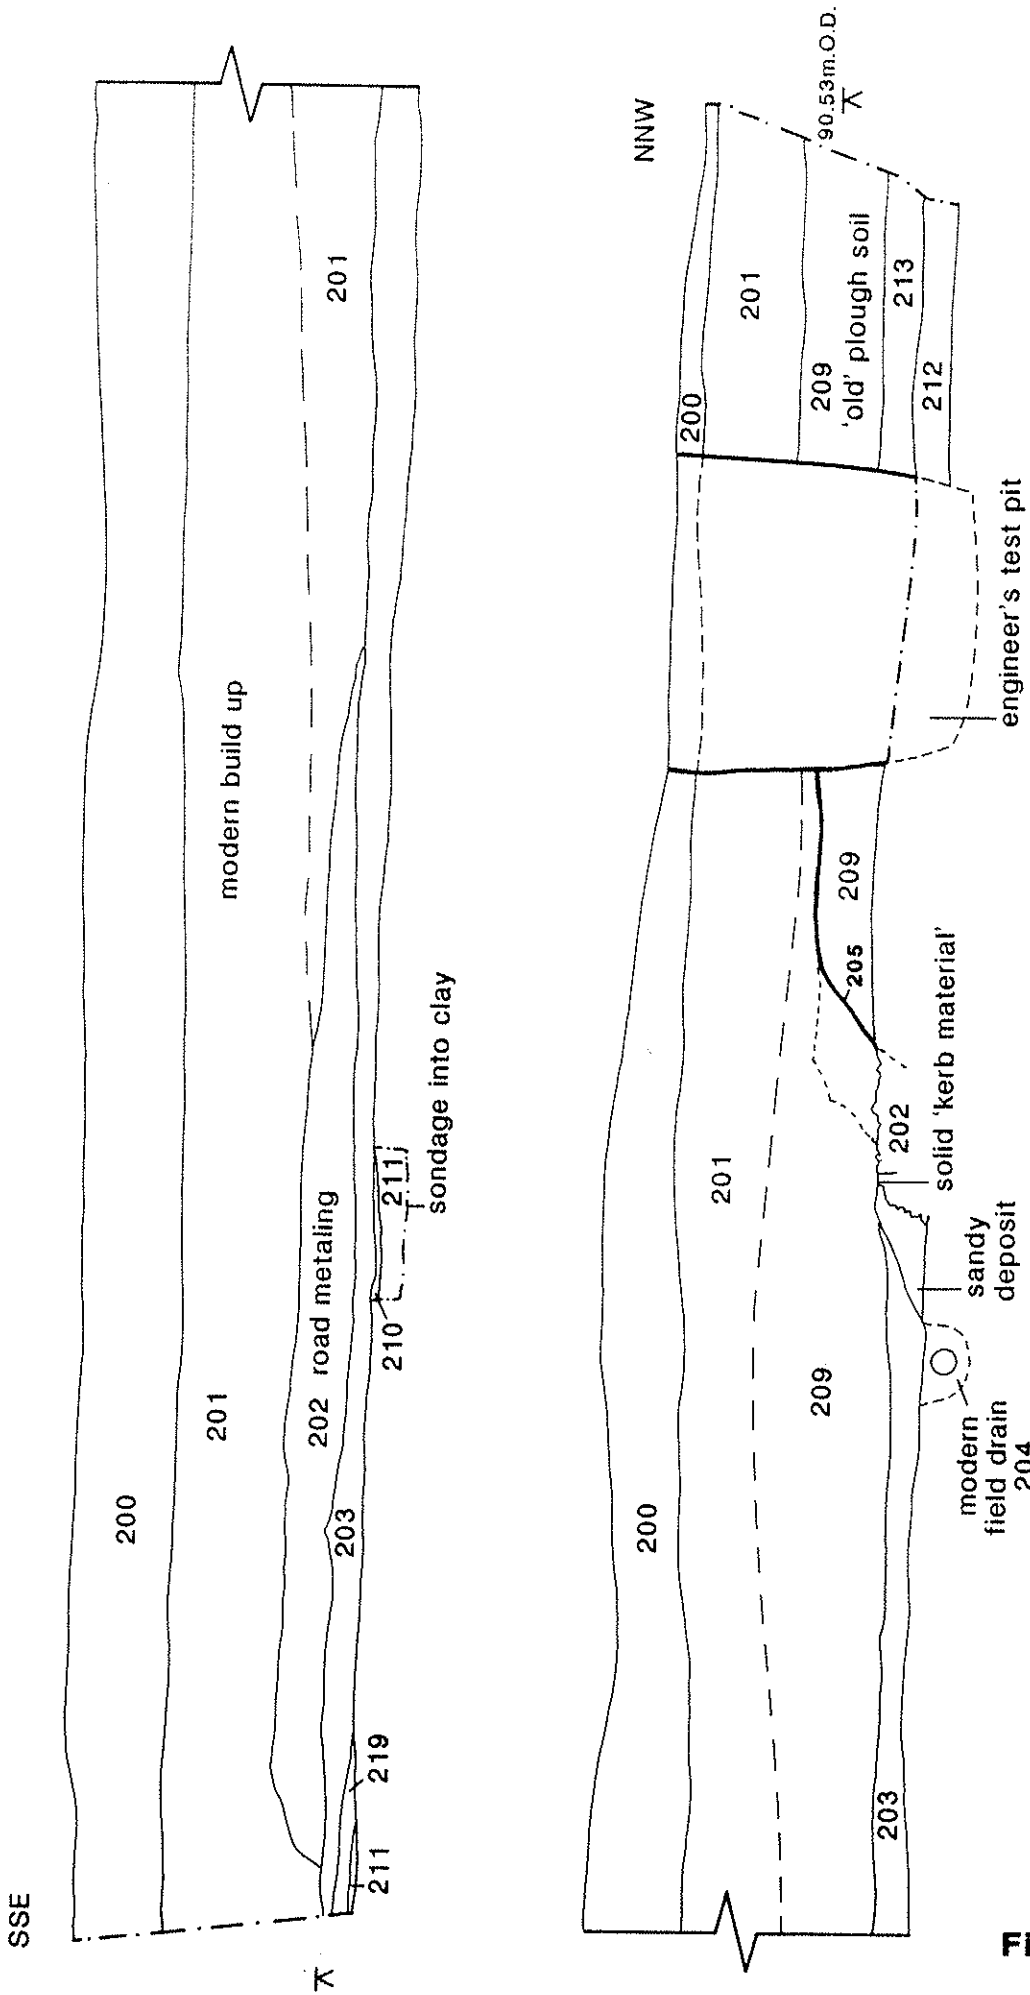 SSE
200
201
modern build up
201
202 road metaling
203
219
211
210
211
sondage into clay
NNW
200
201
209
'old' plough soil
213
212
90.53m.O.D.
engineer's test pit
200
201
209
205
209
202
solid 'kerb material'
sandy
deposit
modern
field drain
204
203
Fi